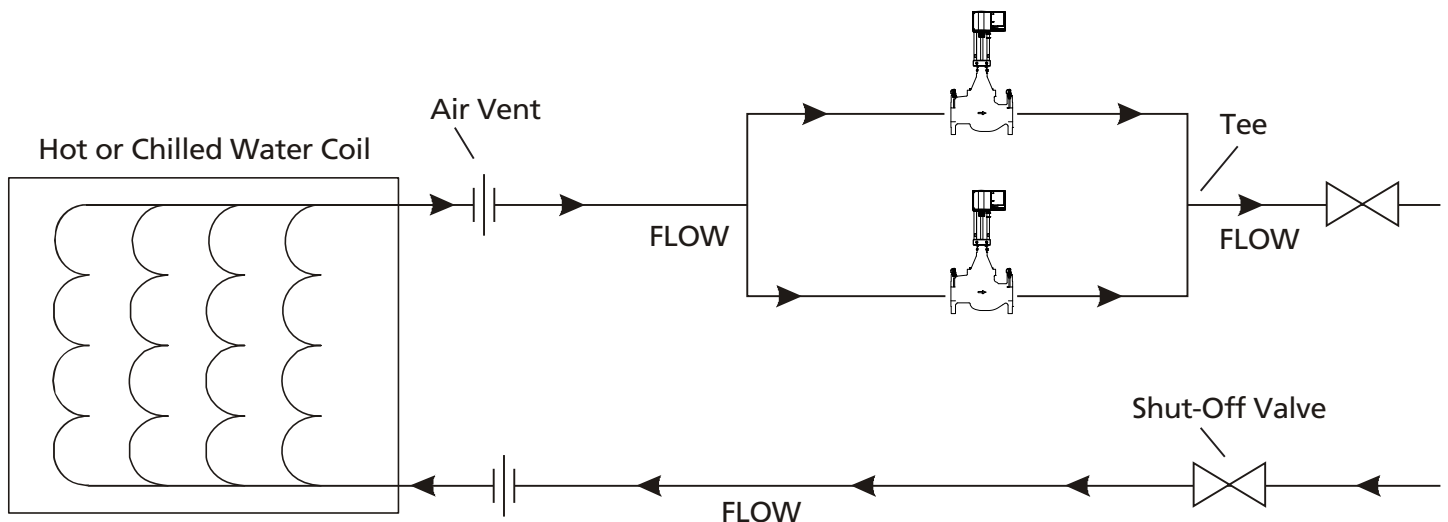 Air Vent
Tee
Hot or Chilled Water Coil
FLOW
FLOW
Shut-Off Valve
FLOW